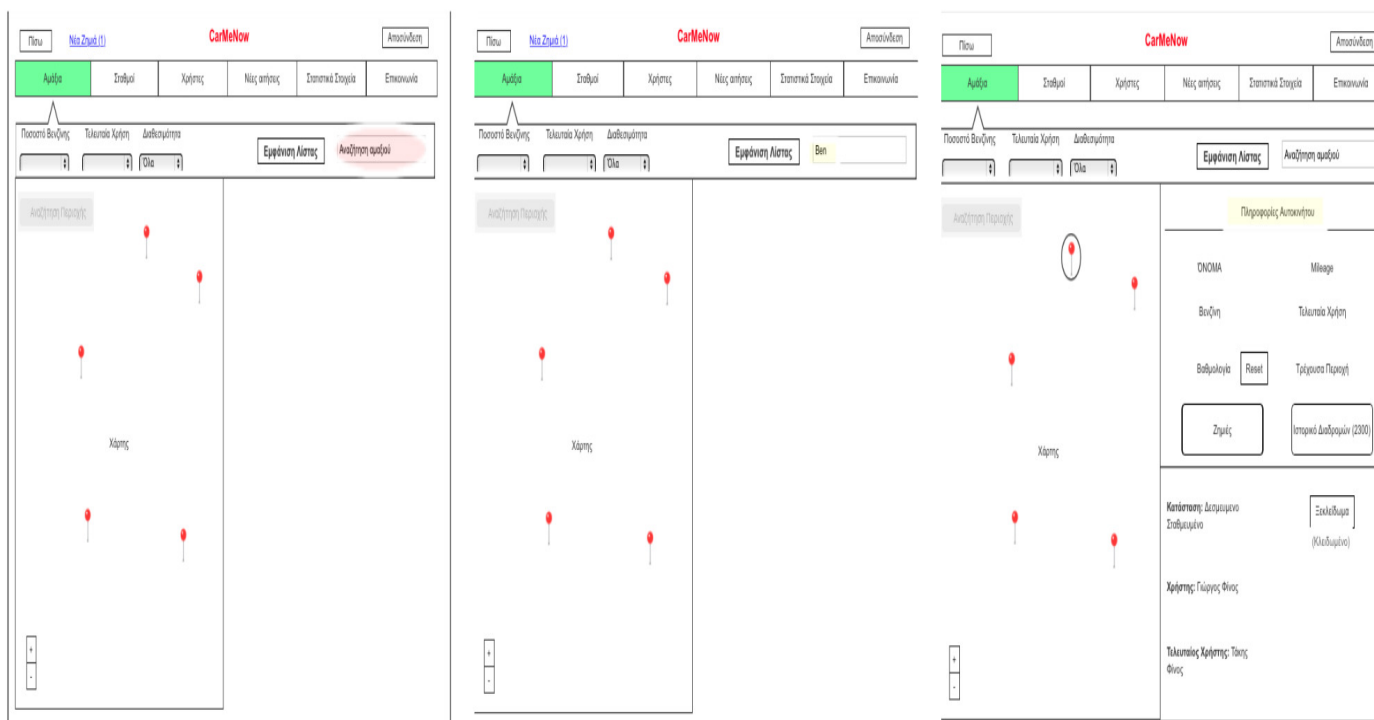 Πίσω
Νέα Ζημιά (1)
CarMeNow
Αποσύνδεση
Αμάξια
Σταθμοί
Χρήστες
Νέες αιτήσεις
Στατιστικά Στοιχεία
Επικοινωνία
Ποσοστό Βενζίνης
Τελευταία Χρήση
Διαθεσιμότητα
Όλα
Εμφάνιση Λίστας
Αναζήτηση αμαξιού
Αναζήτηση Περιοχής
Χάρτης
+
-
Πίσω
Νέα Ζημιά (1)
CarMeNow
Αποσύνδεση
Αμάξια
Σταθμοί
Χρήστες
Νέες αιτήσεις
Στατιστικά Στοιχεία
Επικοινωνία
Ποσοστό Βενζίνης
Τελευταία Χρήση
Διαθεσιμότητα
Όλα
Εμφάνιση Λίστας
Ben
Αναζήτηση Περιοχής
Χάρτης
+
-
Πίσω
CarMeNow
Αποσύνδεση
Αμάξια
Σταθμοί
Χρήστες
Νέες αιτήσεις
Στατιστικά Στοιχεία
Επικοινωνία
Ποσοστό Βενζίνης
Τελευταία Χρήση
Διαθεσιμότητα
Όλα
Εμφάνιση Λίστας
Αναζήτηση αμαξιού
Αναζήτηση Περιοχής
Χάρτης
+
-
Πληροφορίες Αυτοκινήτου
ΌΝΟΜΑ
Mileage
Βενζίνη
Τελευταία Χρήση
Βαθμολογία
Reset
Τρέχουσα Περιοχή
Ζημιές
Ιστορικό Διαδρομών (2300)
Κατάσταση: Δεσμευμενο
Σταθμευμένο
Ξεκλείδωμα
(Κλειδωμένο)
Χρήστης: Γιώργος Φίνος
Τελευταίος Χρήστης: Τάκης
Φίνος